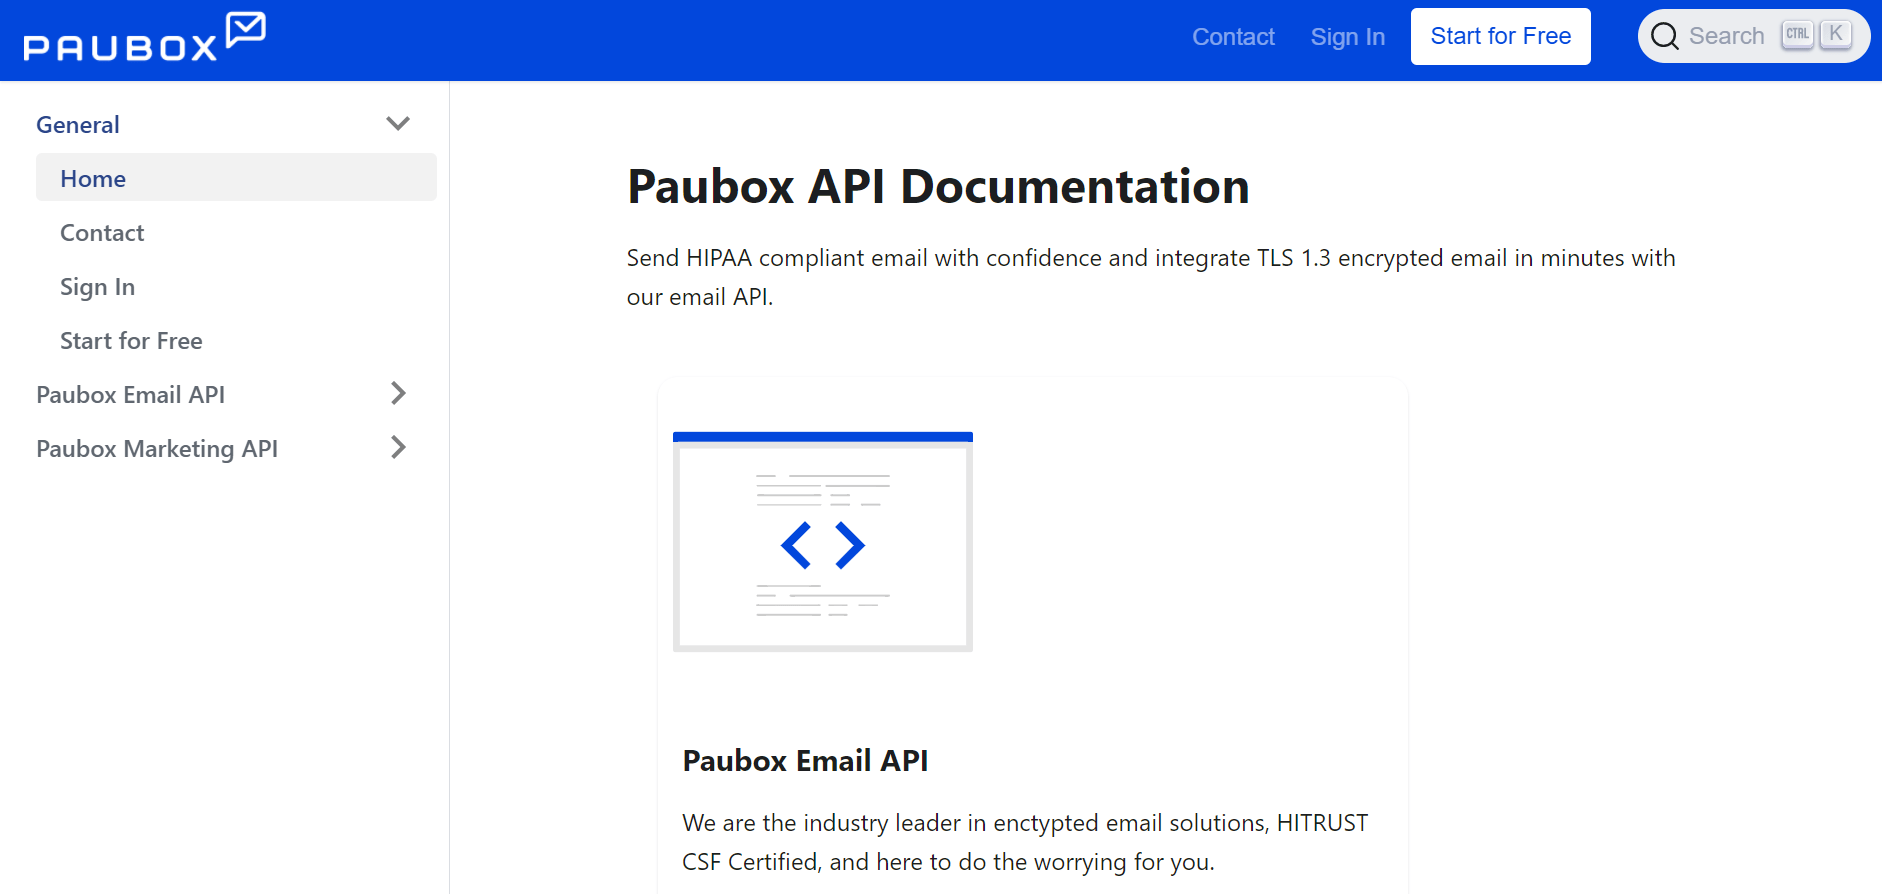 PAUBOX
Contact
Sign In
Start for Free
Search
CTRL
K
General
Home
Contact
Sign In
Start for Free
Paubox Email API
Paubox Marketing API
Paubox API Documentation
Send HIPAA compliant email with confidence and integrate TLS 1.3 encrypted email in minutes with
our email API.
Paubox Email API
We are the industry leader in enctypted email solutions, HITRUST
CSF Certified, and here to do the worrying for you.